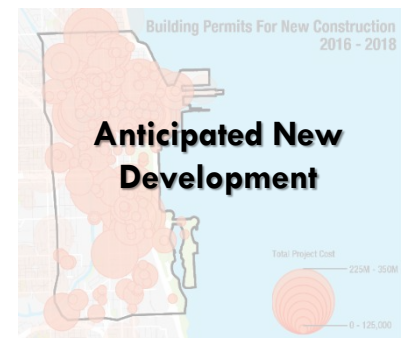 Building Permits For New Construction
2016 - 2018
Anticipated New
Development
Total Project Cost
225M - 350M
0 - 125,000